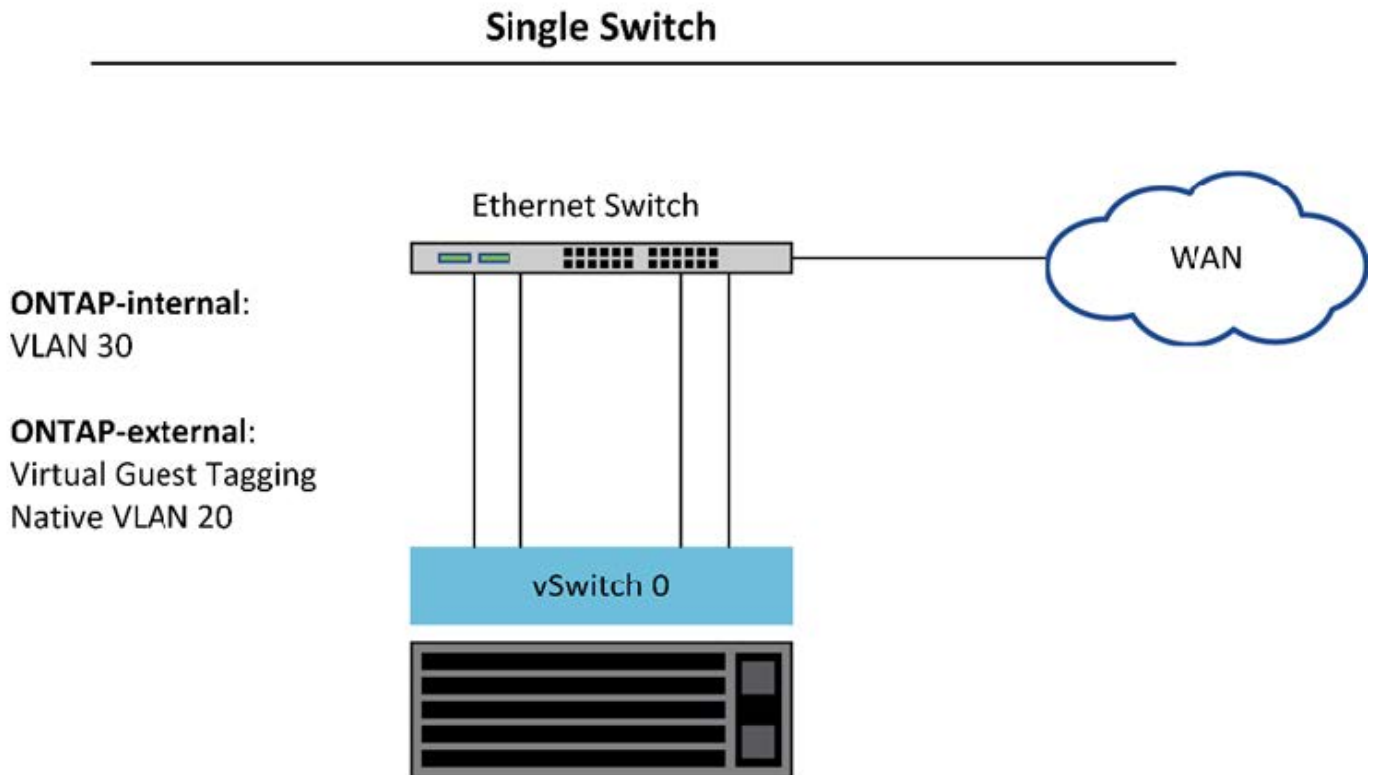 Single Switch
Ethernet Switch
WAN
ONTAP-internal:
VLAN 30
ONTAP-external:
Virtual Guest Tagging
Native VLAN 20
vSwitch 0